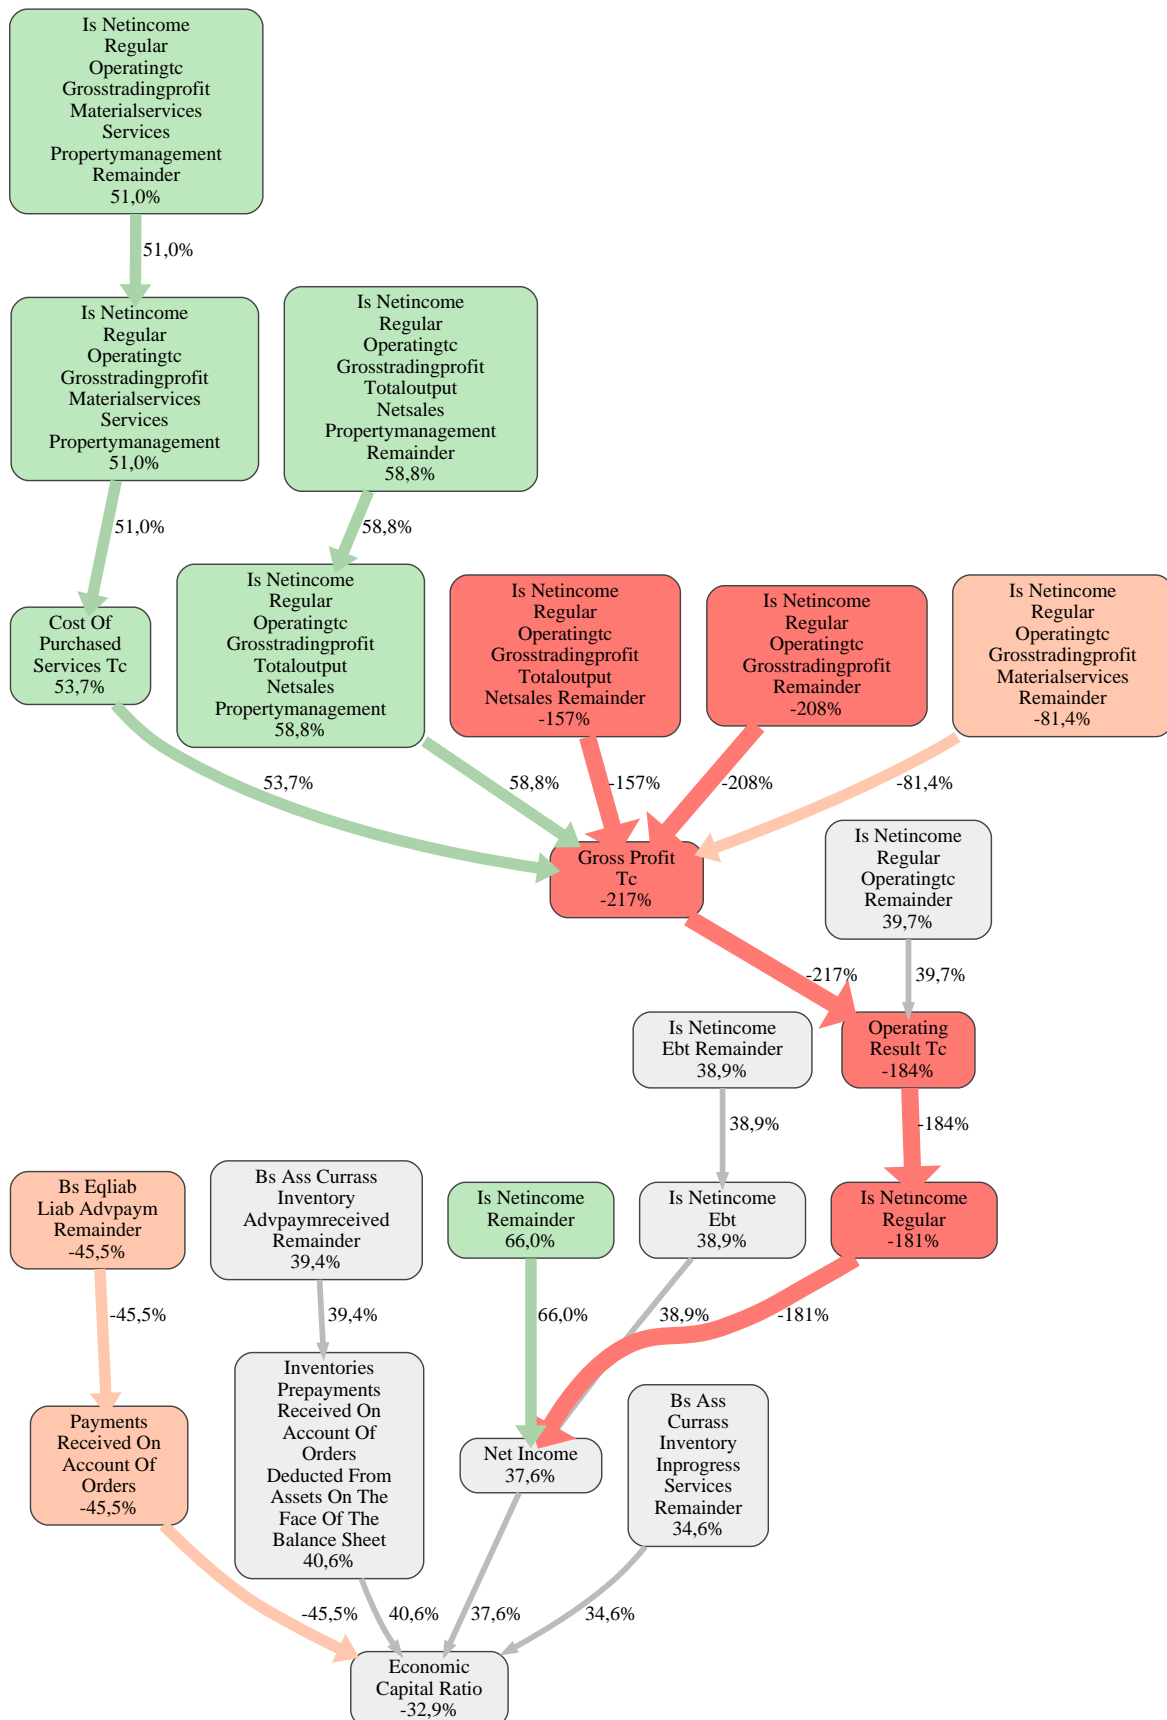 Is Netincome
Regular
Operatingtc
Grosstradingprofit
Materialservices
Services
Propertymanagement
Remainder
51,0%
51,0%
Is Netincome
Regular
Operatingtc
Grosstradingprofit
Materialservices
Services
Propertymanagement
51,0%
Is Netincome
Regular
Operatingtc
Grosstradingprofit
Totaloutput
Netsales
Propertymanagement
Remainder
58,8%
51,0%
58,8%
Cost Of
Purchased
Services Tc
53,7%
Is Netincome
Regular
Operatingtc
Grosstradingprofit
Totaloutput
Netsales
Propertymanagement
58,8%
Is Netincome
Regular
Operatingtc
Grosstradingprofit
Totaloutput
Netsales Remainder
-157%
Is Netincome
Regular
Operatingtc
Grosstradingprofit
Remainder
-208%
Is Netincome
Regular
Operatingtc
Grosstradingprofit
Materialservices
Remainder
-81,4%
53,7%
58,8%
-157%
-208%
-81,4%
Gross Profit
Tc
-217%
Is Netincome
Regular
Operatingtc
Remainder
39,7%
-217%
39,7%
Is Netincome
Ebt Remainder
38,9%
Operating
Result Tc
-184%
38,9%
-184%
Bs Eqliab
Liab Advpaym
Remainder
-45,5%
Bs Ass Currass
Inventory
Advpaymreceived
Remainder
39,4%
Is Netincome
Remainder
66,0%
Is Netincome
Ebt
38,9%
Is Netincome
Regular
-181%
-45,5%
39,4%
66,0%
38,9%
-181%
Payments
Received On
Account Of
Orders
-45,5%
Inventories
Prepayments
Received On
Account Of
Orders
Deducted From
Assets On The
Face Of The
Balance Sheet
40,6%
Net Income
37,6%
Bs Ass
Currass
Inventory
Inprogress
Services
Remainder
34,6%
-45,5%
40,6%
37,6%
34,6%
Economic
Capital Ratio
-32,9%